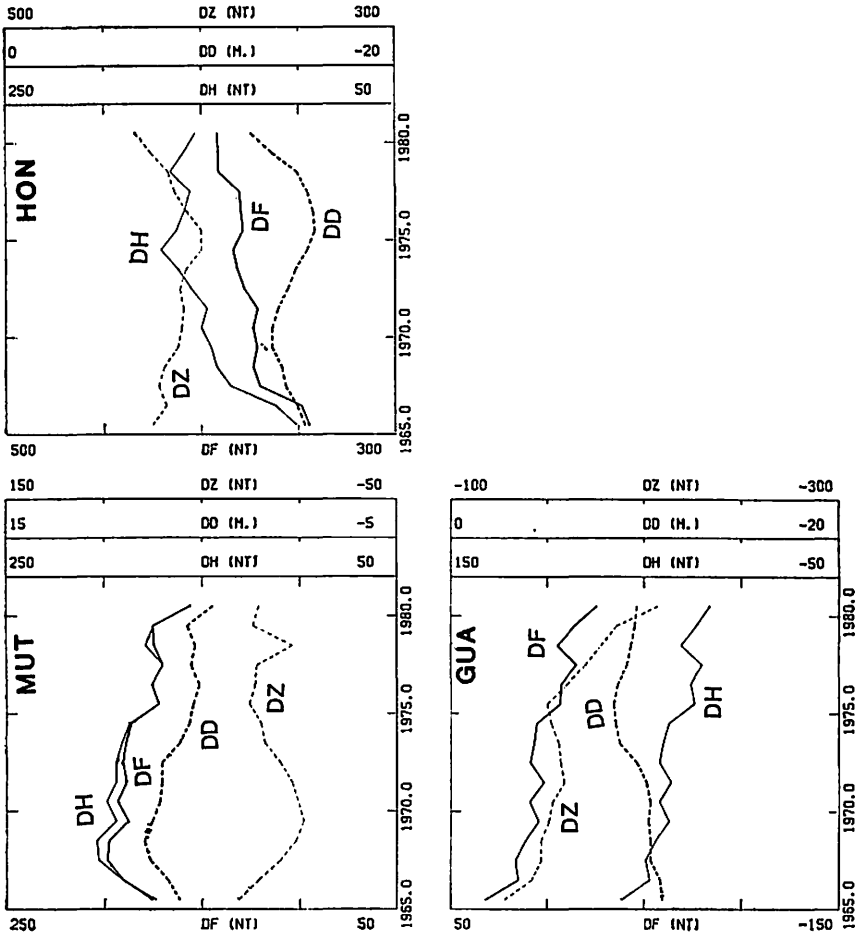 500 DZ (NT) 300
0 DD (M.) -20
250 DH (NT) 50
HON
DH
DF
DD
DZ
1980.0
1975.0
1970.0
1965.0
500 DF (NT) 300
150 DZ (NT) -50
15 DD (M.) -5
250 DH (NT) 50
MUT
DH
DF
DD
DZ
1980.0
1975.0
1970.0
1965.0
250 DF (NT) 50
-100 DZ (NT) -300
0 DD (M.) -20
150 DH (NT) -50
GUA
DF
DD
DH
DZ
1980.0
1975.0
1970.0
1965.0
50 DF (NT) -150